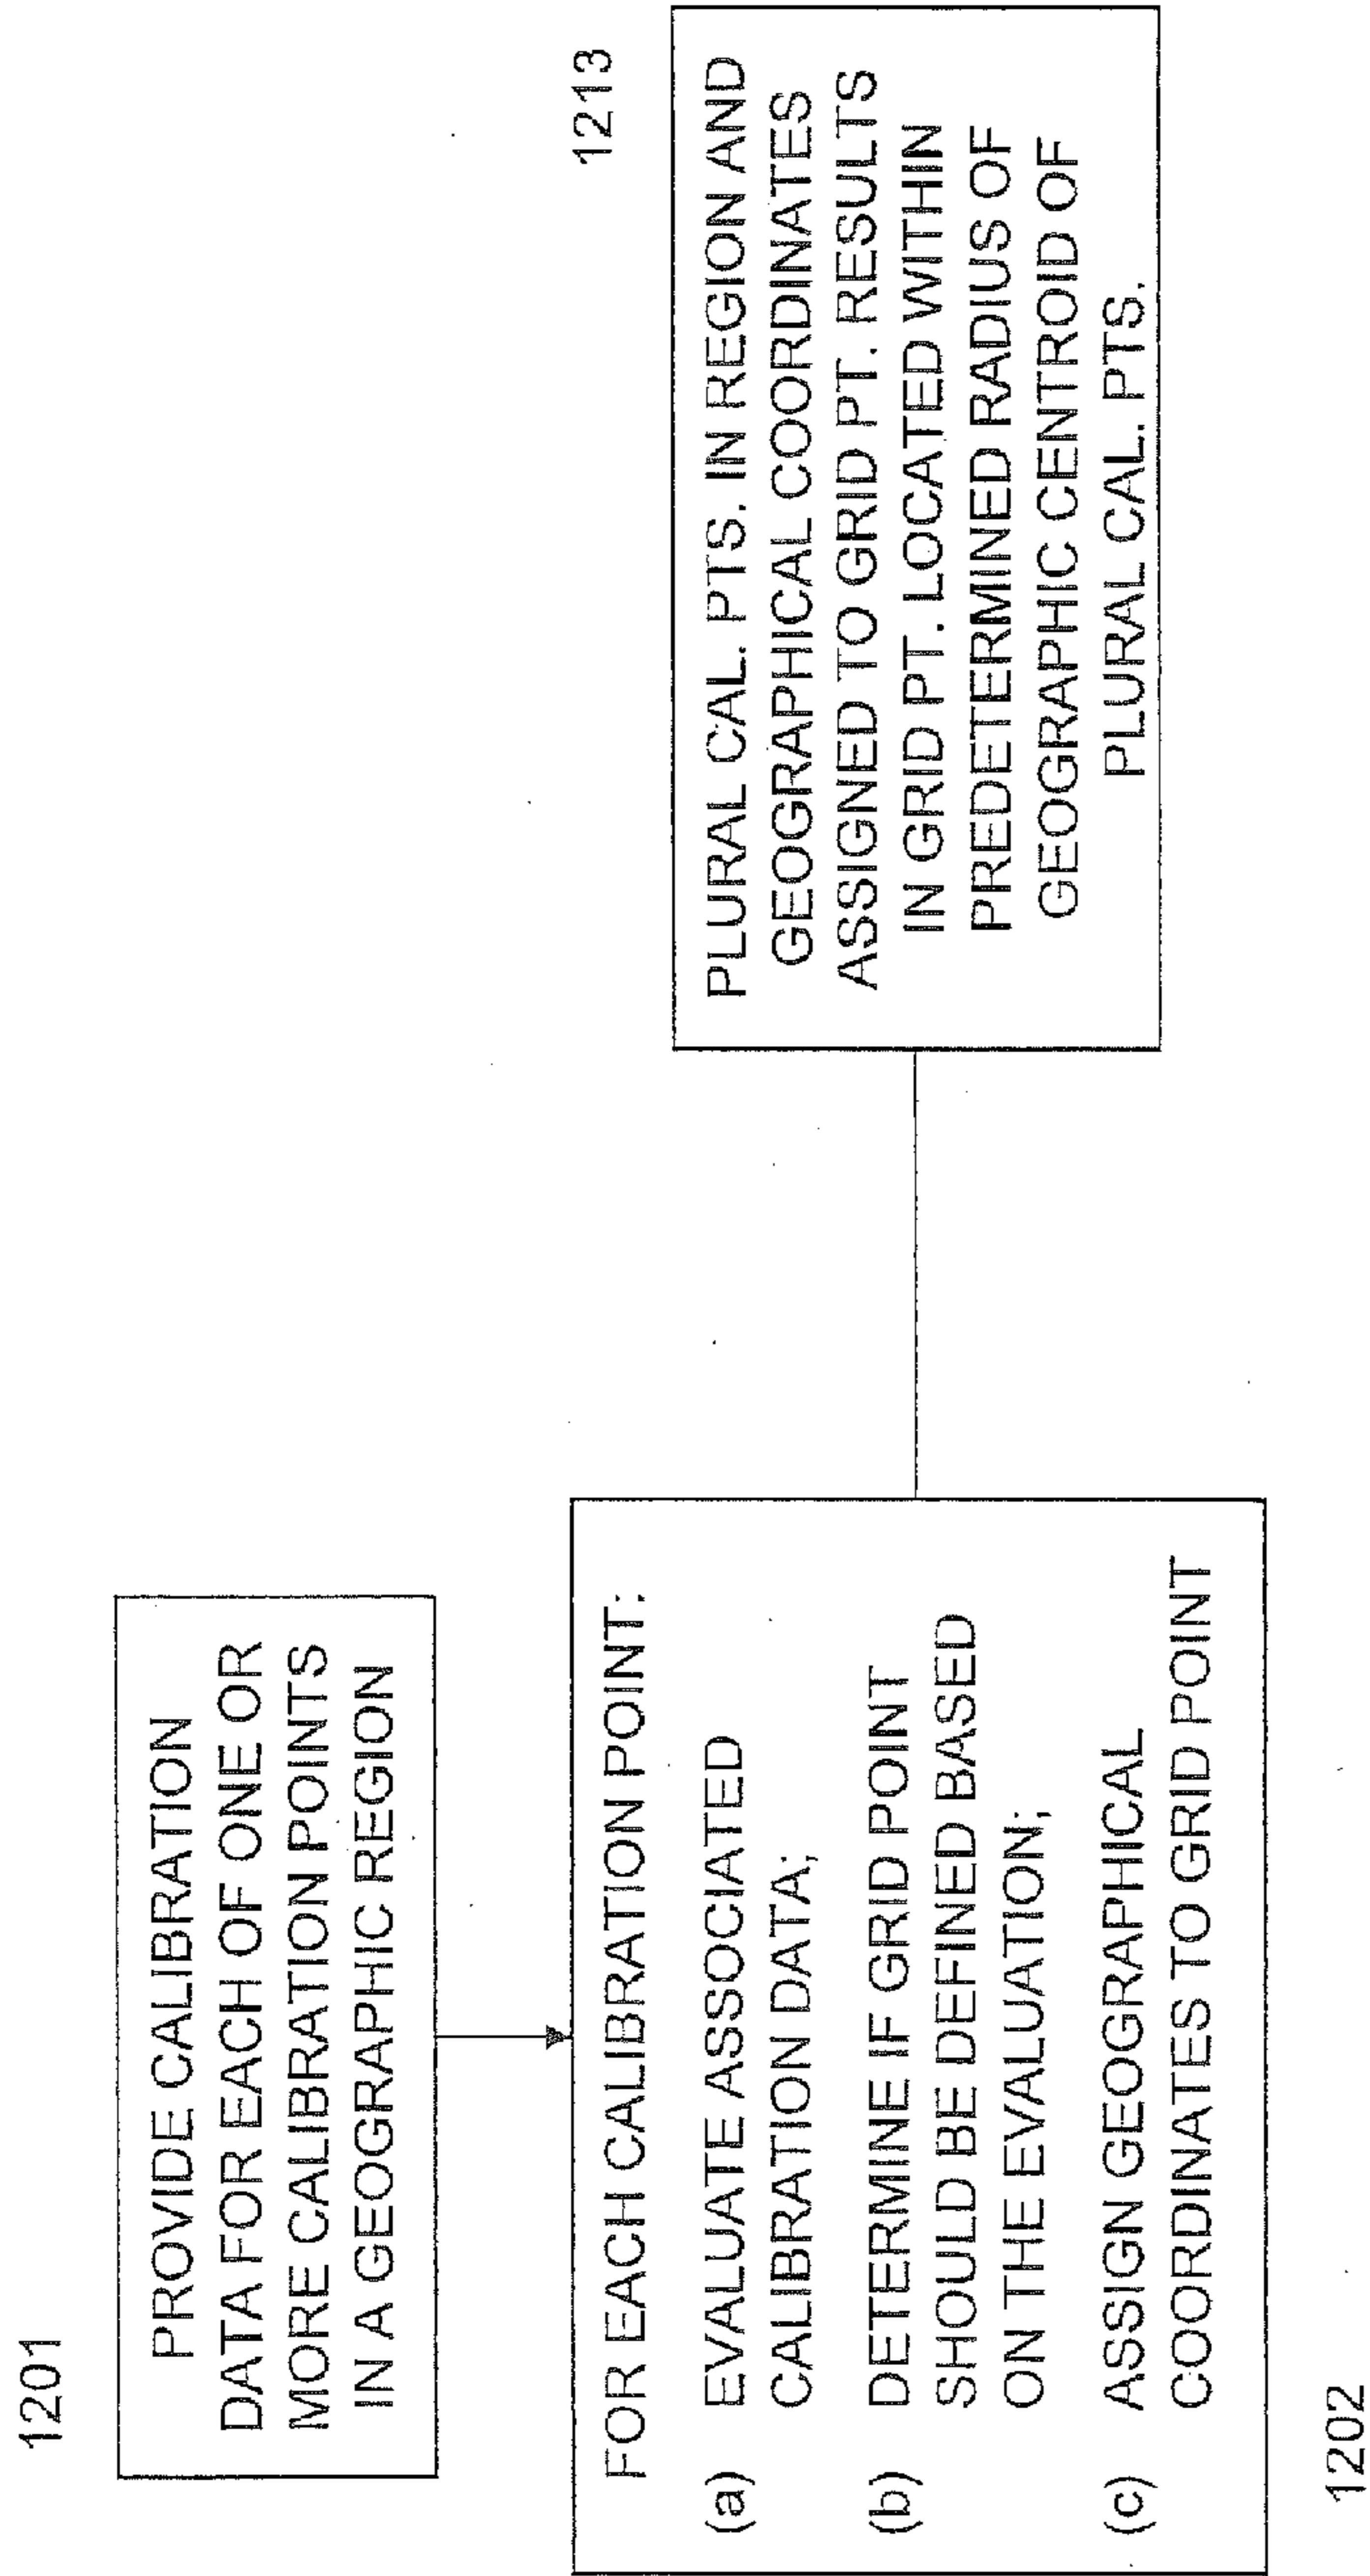 1201
PROVIDE CALIBRATION
DATA FOR EACH OF ONE OR
MORE CALIBRATION POINTS
IN A GEOGRAPHIC REGION
FOR EACH CALIBRATION POINT:
(a) EVALUATE ASSOCIATED
CALIBRATION DATA;
(b) DETERMINE IF GRID POINT
SHOULD BE DEFINED BASED
ON THE EVALUATION;
(c) ASSIGN GEOGRAPHICAL
COORDINATES TO GRID POINT
1202
1213
PLURAL CAL. PTS. IN REGION AND
GEOGRAPHICAL COORDINATES
ASSIGNED TO GRID PT. RESULTS
IN GRID PT. LOCATED WITHIN
PREDETERMINED RADIUS OF
GEOGRAPHIC CENTROID OF
PLURAL CAL. PTS.